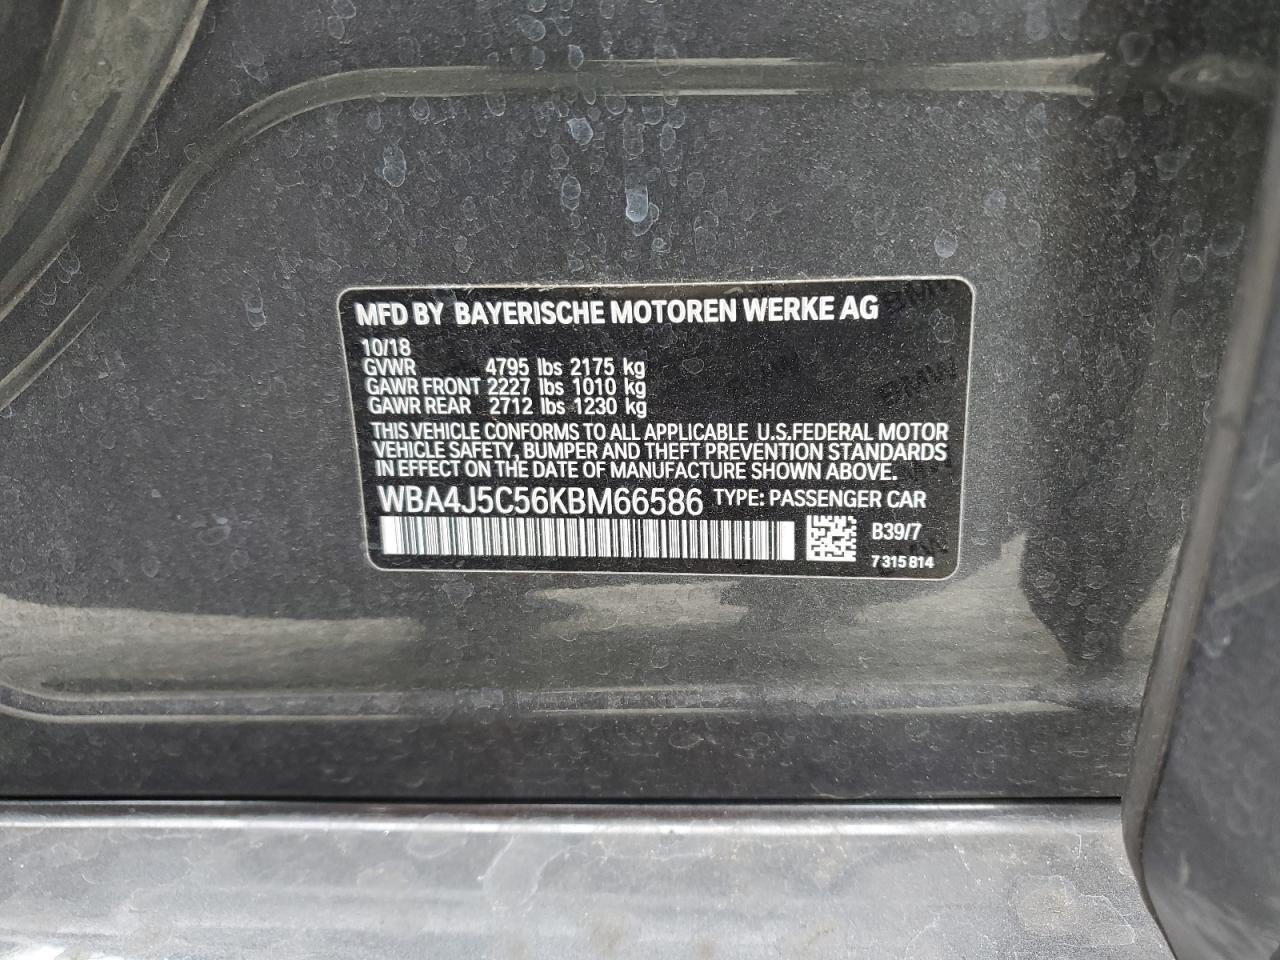 MFD BY BAYERISCHE MOTOREN WERKE AG
10/18
GVWR 4795 lbs 2175 kg
GAWR FRONT 2227 lbs 1010 kg
GAWR REAR 2712 lbs 1230 kg
THIS VEHICLE CONFORMS TO ALL APPLICABLE U.S.FEDERAL MOTOR
VEHICLE SAFETY, BUMPER AND THEFT PREVENTION STANDARDS
IN EFFECT ON THE DATE OF MANUFACTURE SHOWN ABOVE.
WBA4J5C56KBM66586 TYPE: PASSENGER CAR
B39/7
7 315 814